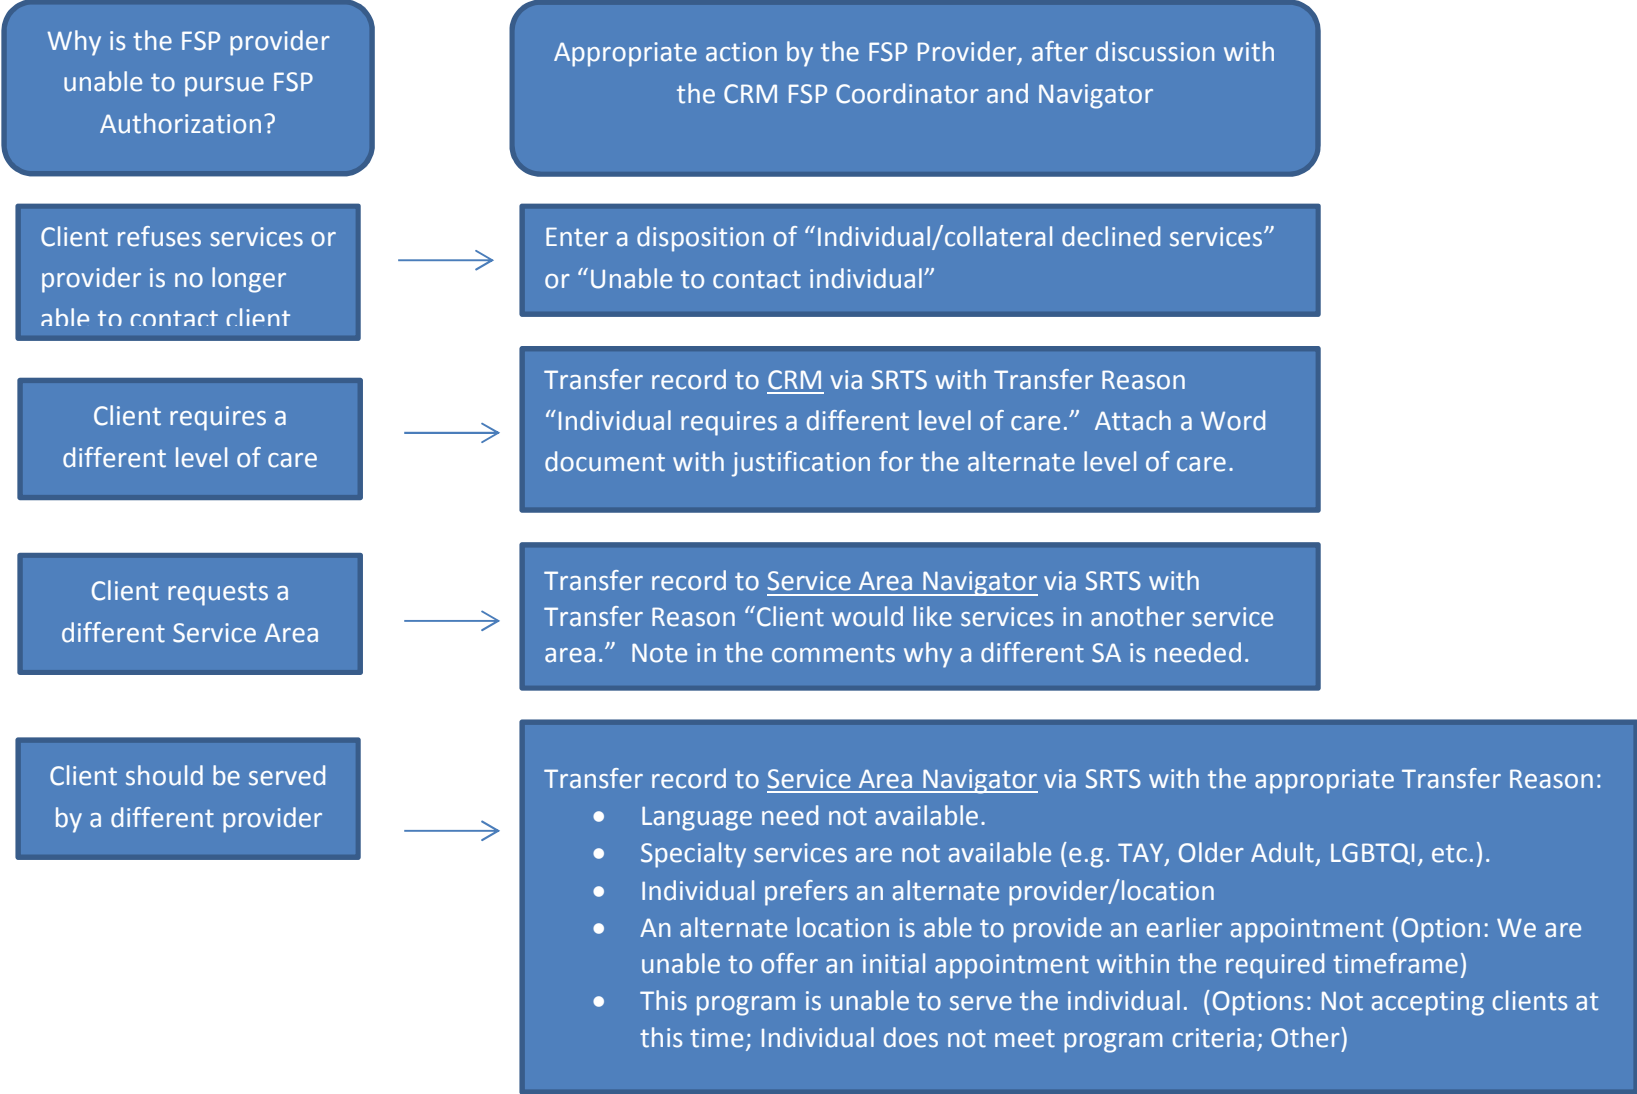 Why is the FSP provider
unable to pursue FSP
Authorization?
Appropriate action by the FSP Provider, after discussion with
the CRM FSP Coordinator and Navigator
Client refuses services or
provider is no longer
able to contact client
Enter a disposition of “Individual/collateral declined services”
or “Unable to contact individual”
Client requires a
different level of care
Transfer record to CRM via SRTS with Transfer Reason
“Individual requires a different level of care.”  Attach a Word
document with justification for the alternate level of care.
Client requests a
different Service Area
Transfer record to Service Area Navigator via SRTS with
Transfer Reason “Client would like services in another service
area.”  Note in the comments why a different SA is needed.
Client should be served
by a different provider
Transfer record to Service Area Navigator via SRTS with the appropriate Transfer Reason:
• Language need not available.
• Specialty services are not available (e.g. TAY, Older Adult, LGBTQI, etc.).
• Individual prefers an alternate provider/location
• An alternate location is able to provide an earlier appointment (Option: We are
unable to offer an initial appointment within the required timeframe)
• This program is unable to serve the individual.  (Options: Not accepting clients at
this time; Individual does not meet program criteria; Other)